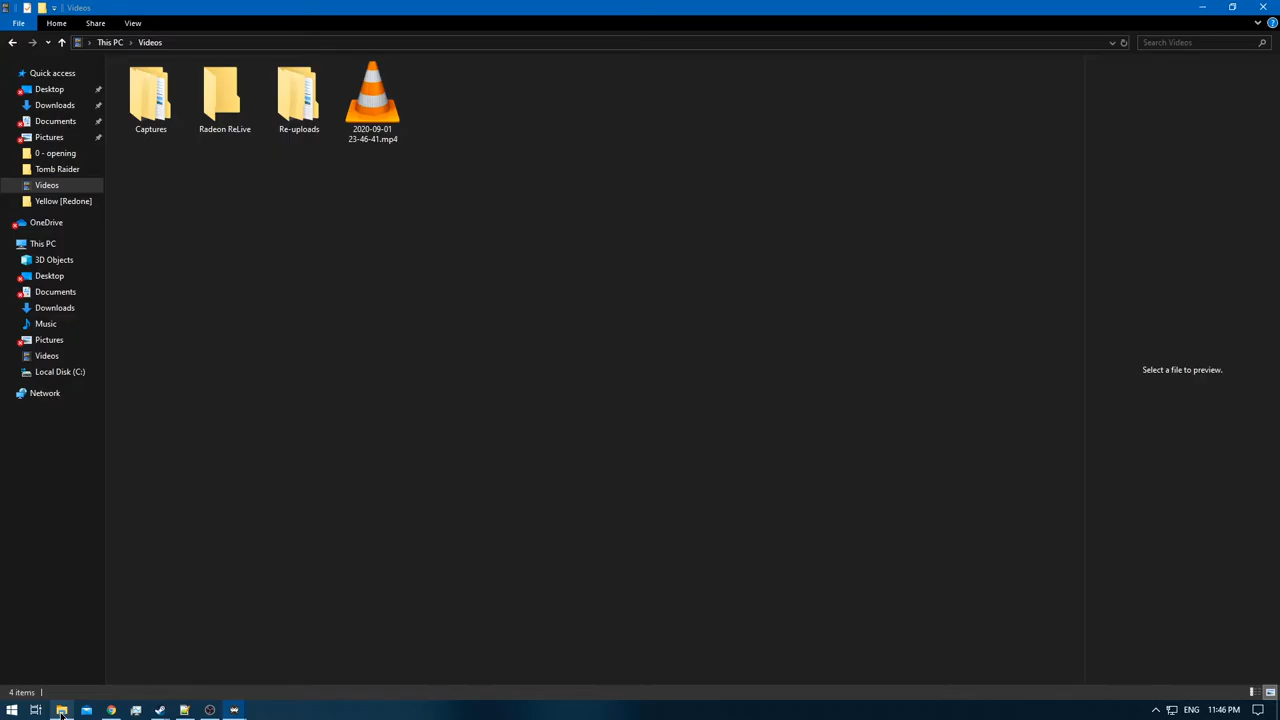 Videos
File
Home
Share
View
This PC
Videos
Search Videos
Quick access
Desktop
Downloads
Documents
Pictures
0 - opening
Tomb Raider
Videos
Yellow [Redone]
OneDrive
This PC
3D Objects
Desktop
Documents
Downloads
Music
Pictures
Videos
Local Disk (C:)
Network
Captures
Radeon ReLive
Re-uploads
2020-09-01
23-46-41.mp4
Select a file to preview.
4 items
ENG
11:46 PM